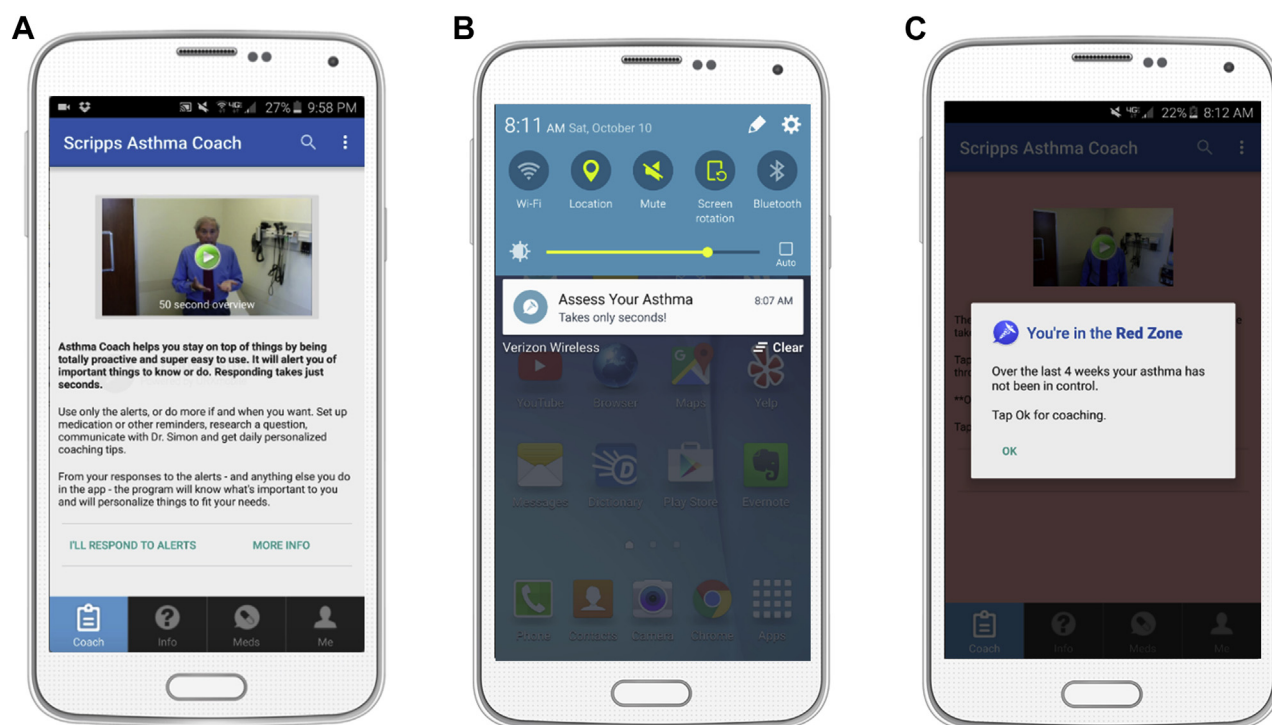 A
27% 9:58 PM
Scripps Asthma Coach
50 second overview
Asthma Coach helps you stay on top of things by being
totally proactive and super easy to use. It will alert you of
important things to know or do. Responding takes just
seconds.
Use only the alerts, or do more if and when you want. Set up
medication or other reminders, research a question,
communicate with Dr. Simon and get daily personalized
coaching tips.
From your responses to the alerts - and anything else you do
in the app - the program will know what's important to you
and will personalize things to fit your needs.
I'LL RESPOND TO ALERTS MORE INFO
Coach Info Meds Me
B
8:11 AM Sat, October 10
Wi-Fi Location Mute Screen rotation Bluetooth
Auto
Assess Your Asthma 8:07 AM
Takes only seconds!
Verizon Wireless Clear
YouTube Browser Maps Yelp
Messages Dictionary Play Store Evernote
Phone Contacts Camera Chrome Apps
C
4G 22% 8:12 AM
Scripps Asthma Coach
You're in the Red Zone
Over the last 4 weeks your asthma has
not been in control.
Tap Ok for coaching.
OK
Coach Info Meds Me